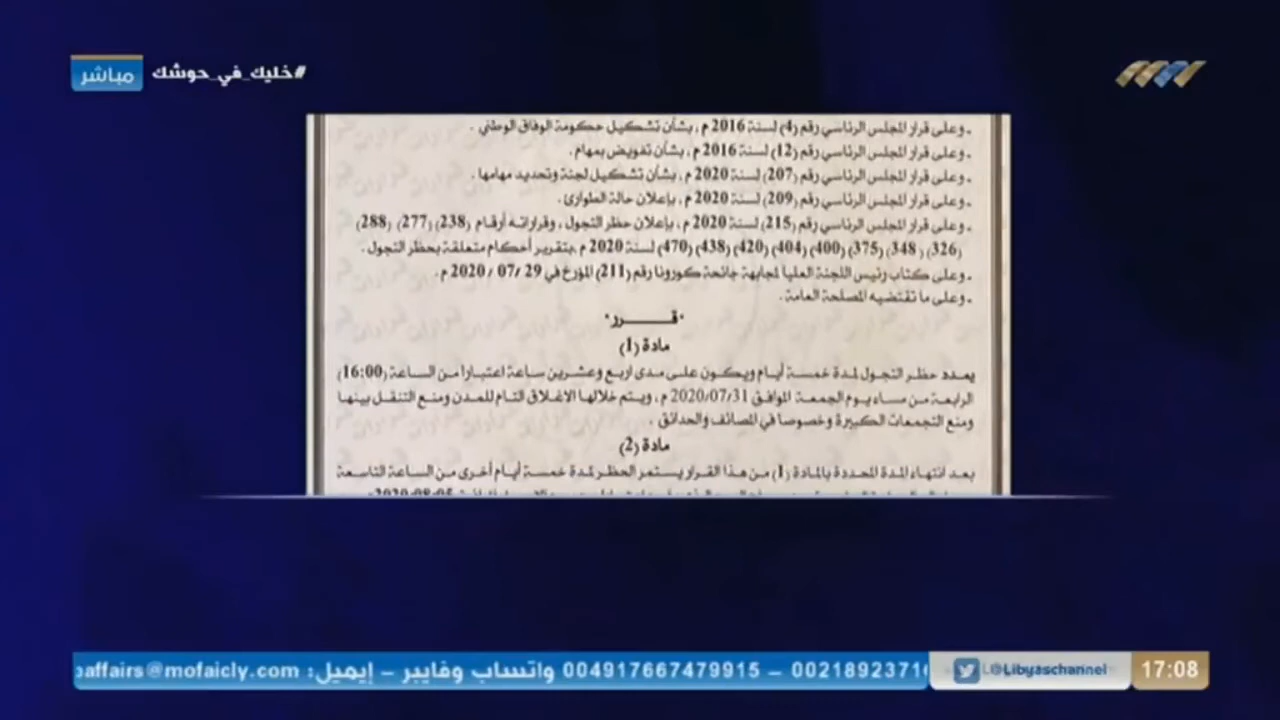 مباشر
#خليك_في_حوشك
- وعلى قرار المجلس الرئاسي رقم (4) لسنة 2016 م، بشأن تشكيل حكومة الوفاق الوطني .
- وعلى قرار المجلس الرئاسي رقم (12) لسنة 2016 م، بشأن تفويض بمهام.
- وعلى قرار المجلس الرئاسي رقم (207) لسنة 2020 م، بشأن تشكيل لجنة وتحديد مهامها .
- وعلى قرار المجلس الرئاسي رقم (209) لسنة 2020 م، بإعلان حالة الطوارئ .
- وعلى قرار المجلس الرئاسي رقم (215) لسنة 2020 م، بإعلان حظر التجول ، وقراراته أرقام (238) (277) (288)
(326) (348) (375) (400) (404) (420) (438) (470) لسنة 2020 م ،بتقرير أحكام متعلقة بحظر التجول .
- وعلى كتاب رئيس اللجنة العليا لمجابهة جائحة كورونا رقم (211) المؤرخ في 29 /07 /2020 م .
- وعلى ما تقتضيه المصلحة العامة .
"قـــــرر"
مادة (1)
يمدد حظر التجول لمدة خمسة أيام ويكون على مدى اربع وعشرين ساعة اعتبارا من الساعة (16:00)
الرابعة من مساء يوم الجمعة الموافق 2020/07/31 م ، ويتم خلالها الاغلاق التام للمدن ومنع التنقل بينها
ومنع التجمعات الكبيرة وخصوصا في المصائف والحدائق .
مادة (2)
بعد انتهاء المدة المحددة بالمادة (1) من هذا القرار يستمر الحظر لمدة خمسة أيام أخرى من الساعة التاسعة
2020/08/05
affairs@mofaicly.com واتساب وفايبر – إيميل: 004917667479915 – 0021892371
@Libyaschannel
17:08